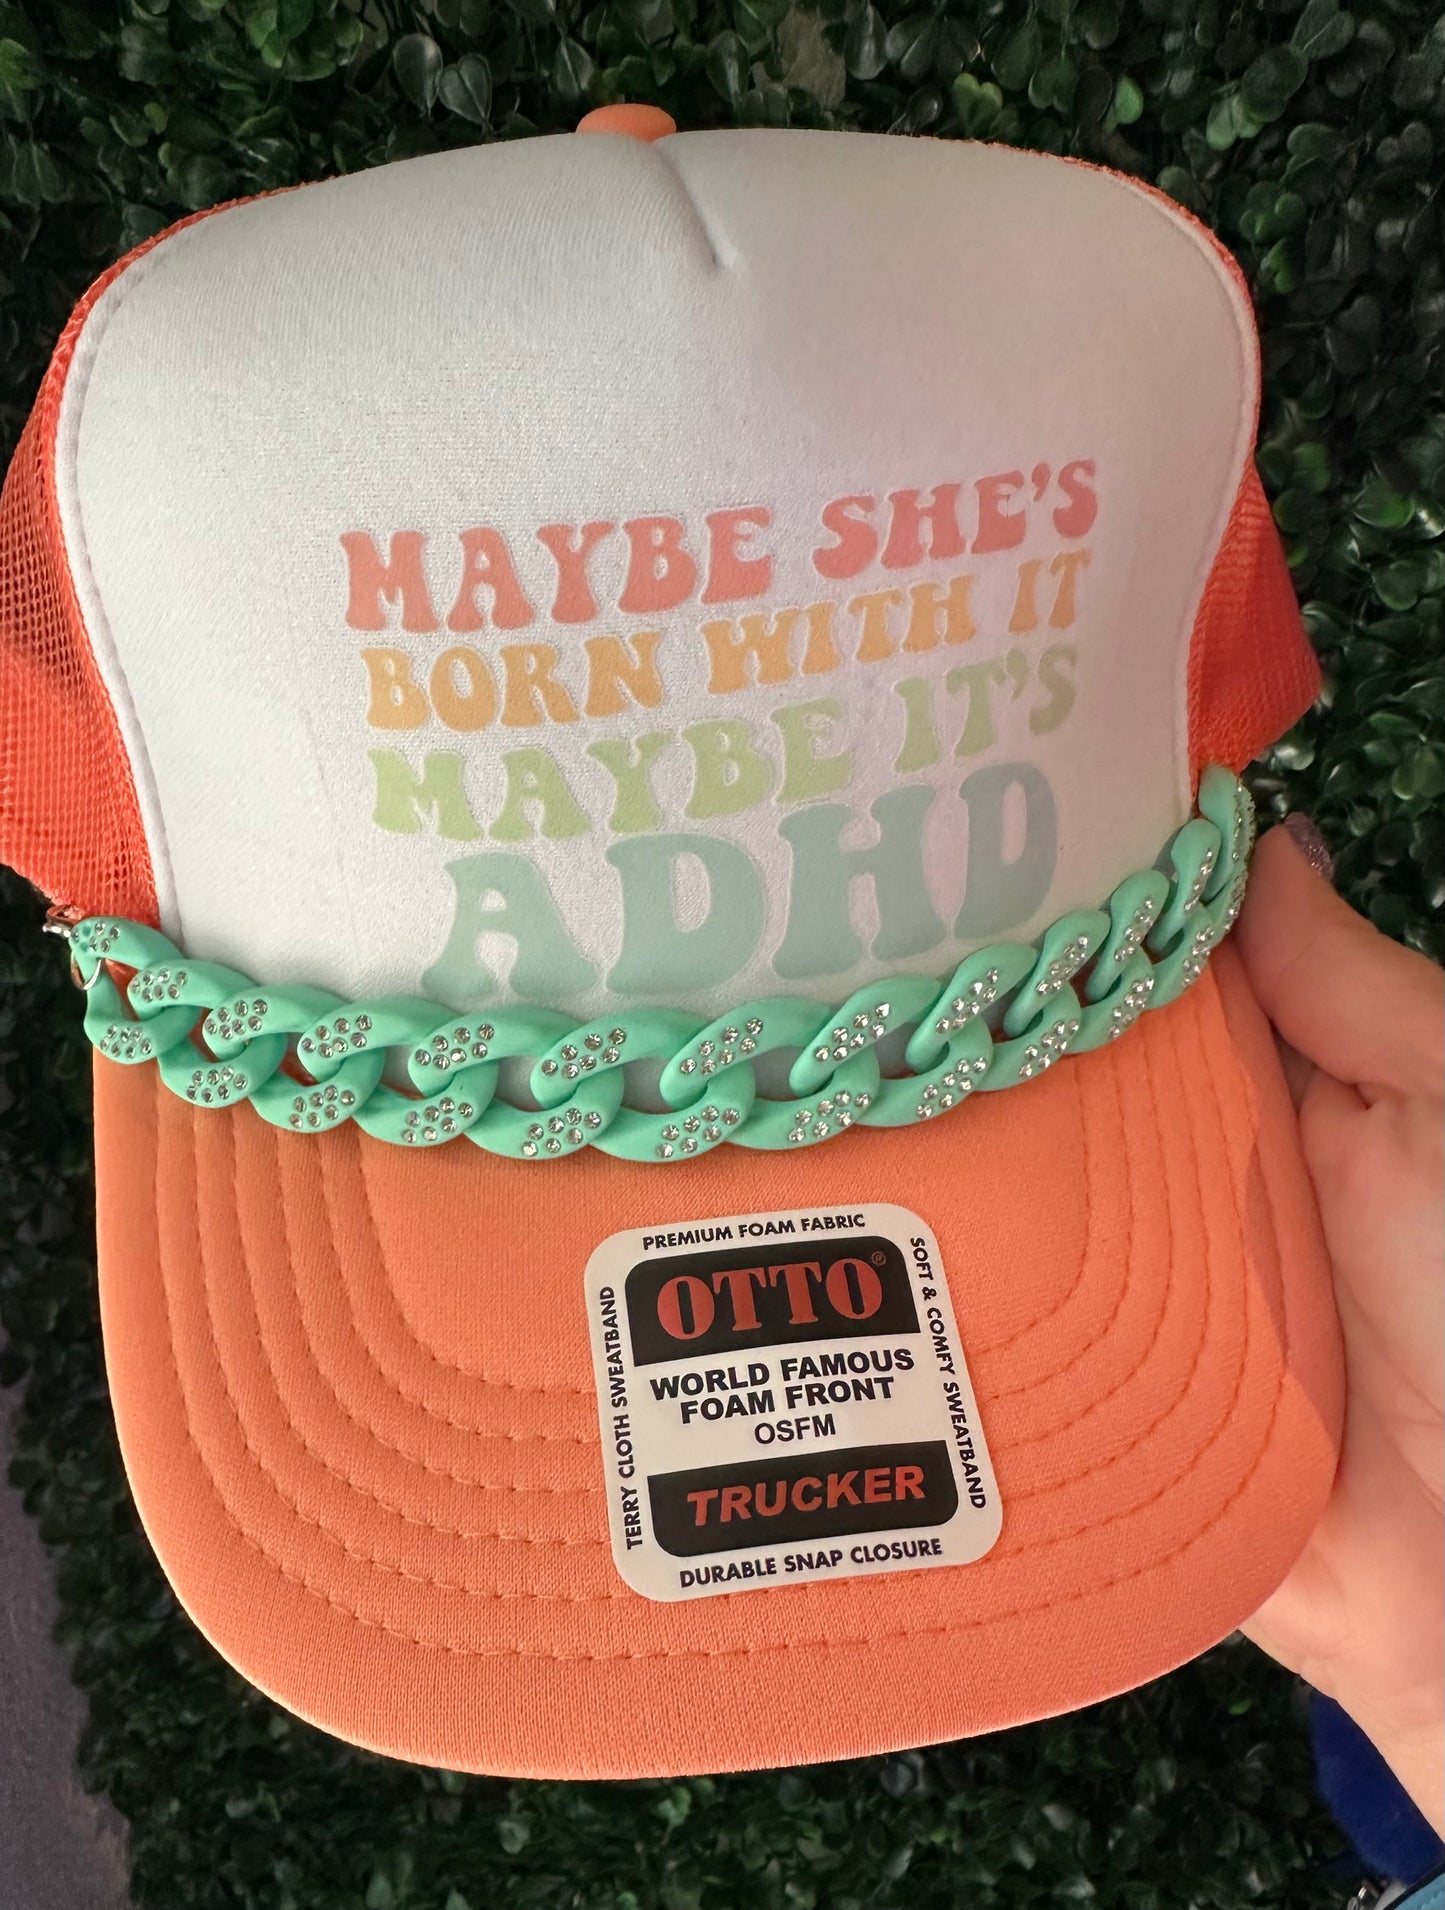 MAYBE SHE'S
BORN WITH IT
MAYBE IT'S
ADHD
PREMIUM FOAM FABRIC
OTTO®
WORLD FAMOUS
FOAM FRONT
OSFM
TRUCKER
DURABLE SNAP CLOSURE
TERRY CLOTH SWEATBAND
SOFT & COMFY SWEATBAND